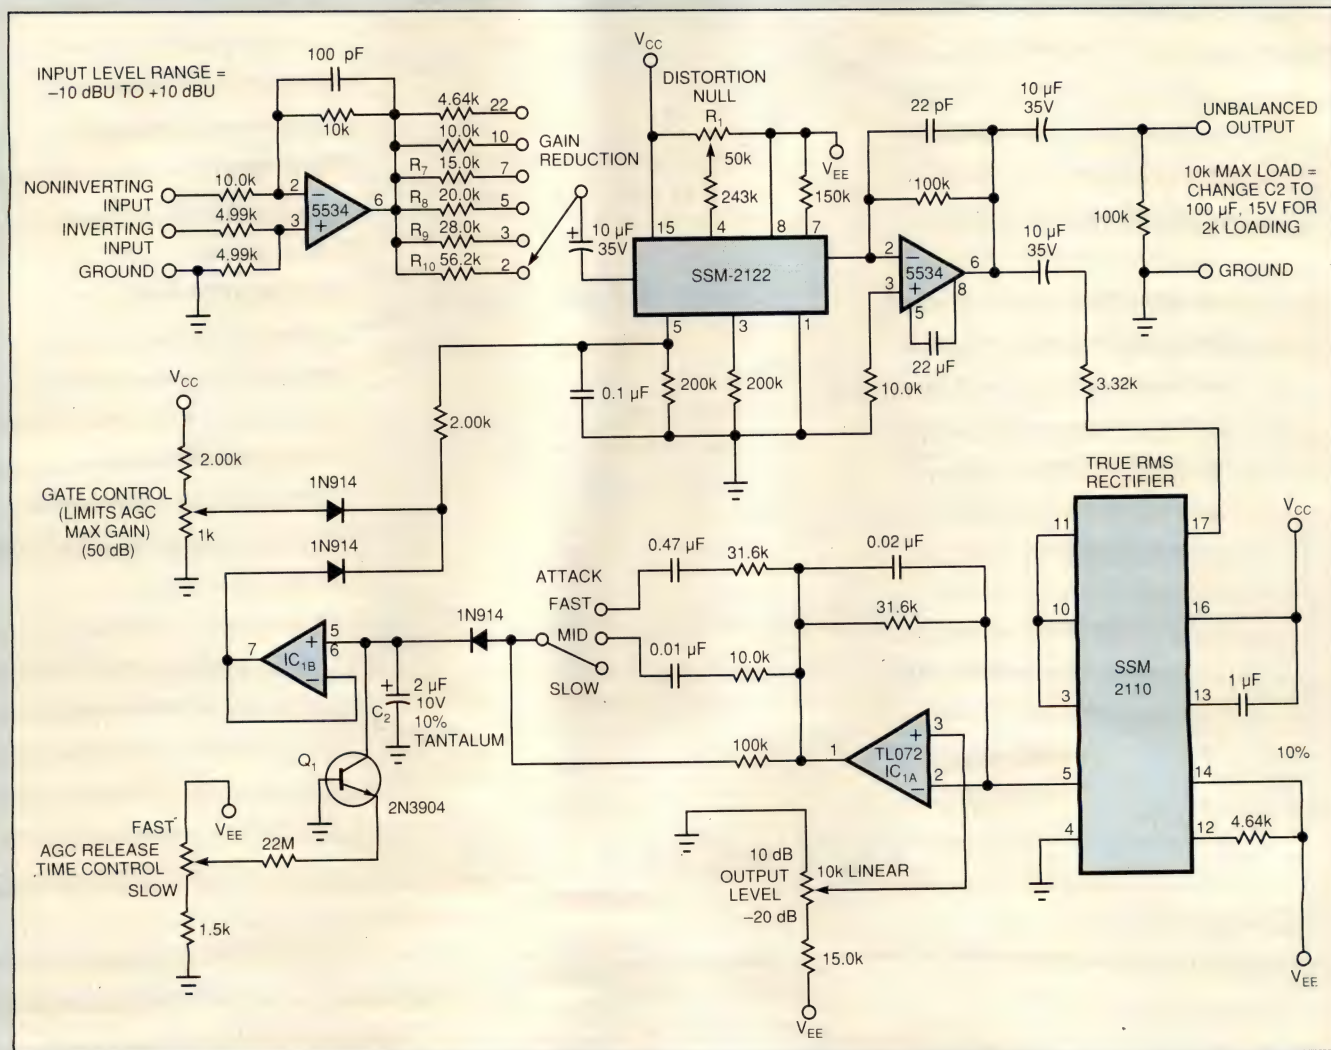 INPUT LEVEL RANGE =
–10 dBU TO +10 dBU
100 pF
10k
NONINVERTING
INPUT
10.0k
2
INVERTING
INPUT
4.99k
3
GROUND
4.99k
5534
6
4.64k
22
10.0k
10
GAIN
REDUCTION
R7
15.0k
7
R8
20.0k
5
R9
28.0k
3
R10
56.2k
2
10 µF
35V
VCC
DISTORTION
NULL
R1
50k
VEE
243k
150k
15
4
8
7
SSM-2122
5
3
1
0.1 µF
200k
200k
10.0k
22 pF
100k
2
3
5534
6
5
8
22 µF
10 µF
35V
10 µF
35V
100k
UNBALANCED
OUTPUT
10k MAX LOAD =
CHANGE C2 TO
100 µF, 15V FOR
2k LOADING
GROUND
3.32k
VCC
2.00k
GATE CONTROL
(LIMITS AGC
MAX GAIN)
(50 dB)
1k
1N914
1N914
2.00k
7
IC1B
5
6
C2
2 µF
10V
10%
TANTALUM
1N914
ATTACK
FAST
MID
SLOW
0.47 µF
31.6k
0.01 µF
10.0k
0.02 µF
31.6k
100k
1
TL072
IC1A
3
2
Q1
2N3904
FAST
VEE
AGC RELEASE
TIME CONTROL
SLOW
22M
1.5k
10 dB
OUTPUT
LEVEL
–20 dB
10k LINEAR
15.0k
VEE
TRUE RMS
RECTIFIER
11
17
10
16
SSM
2110
3
13
5
14
4
12
VCC
1 µF
10%
4.64k
VEE